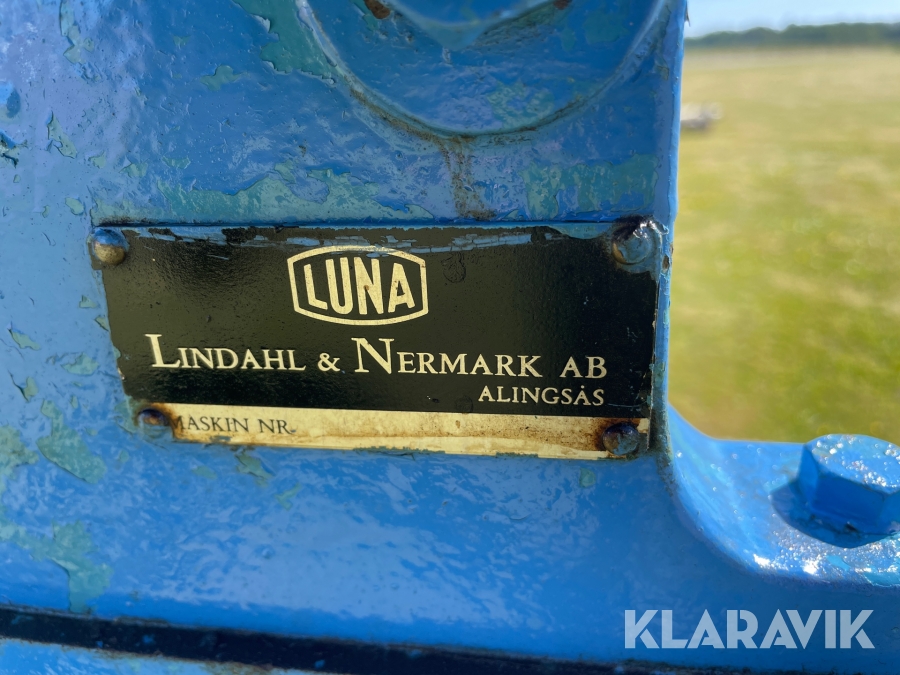 LUNA
LINDAHL & NERMARK AB
ALINGSÅS
MASKIN NR
KLARAVIK